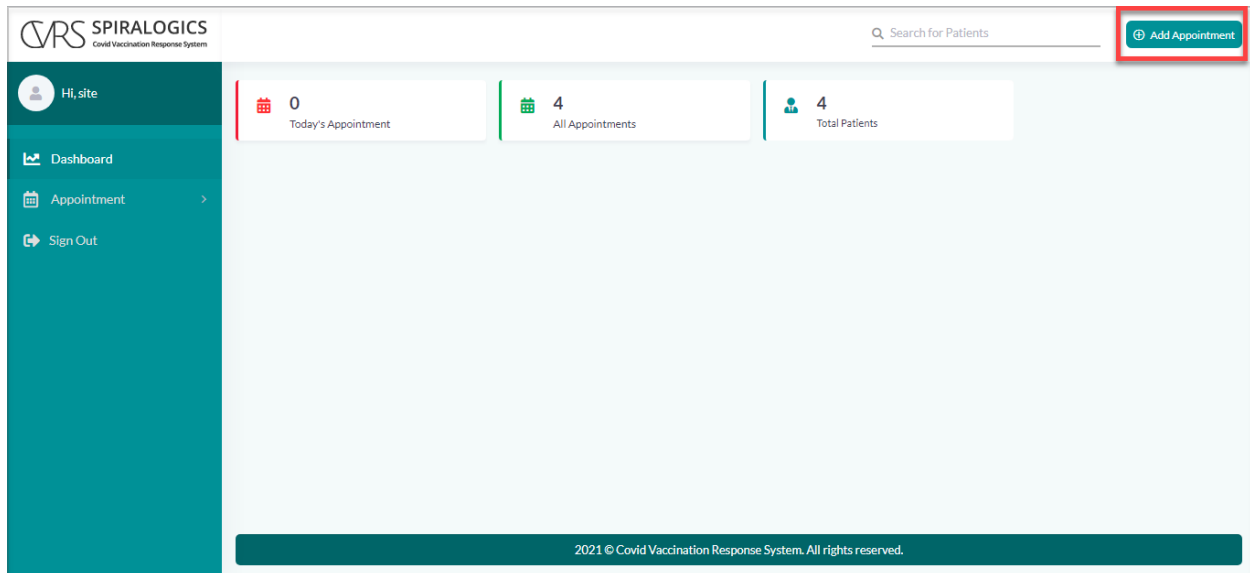 CVRS SPIRALOGICS
Covid Vaccination Response System
Search for Patients
Add Appointment
Hi, site
Dashboard
Appointment
Sign Out
0
Today's Appointment
4
All Appointments
4
Total Patients
2021 © Covid Vaccination Response System. All rights reserved.